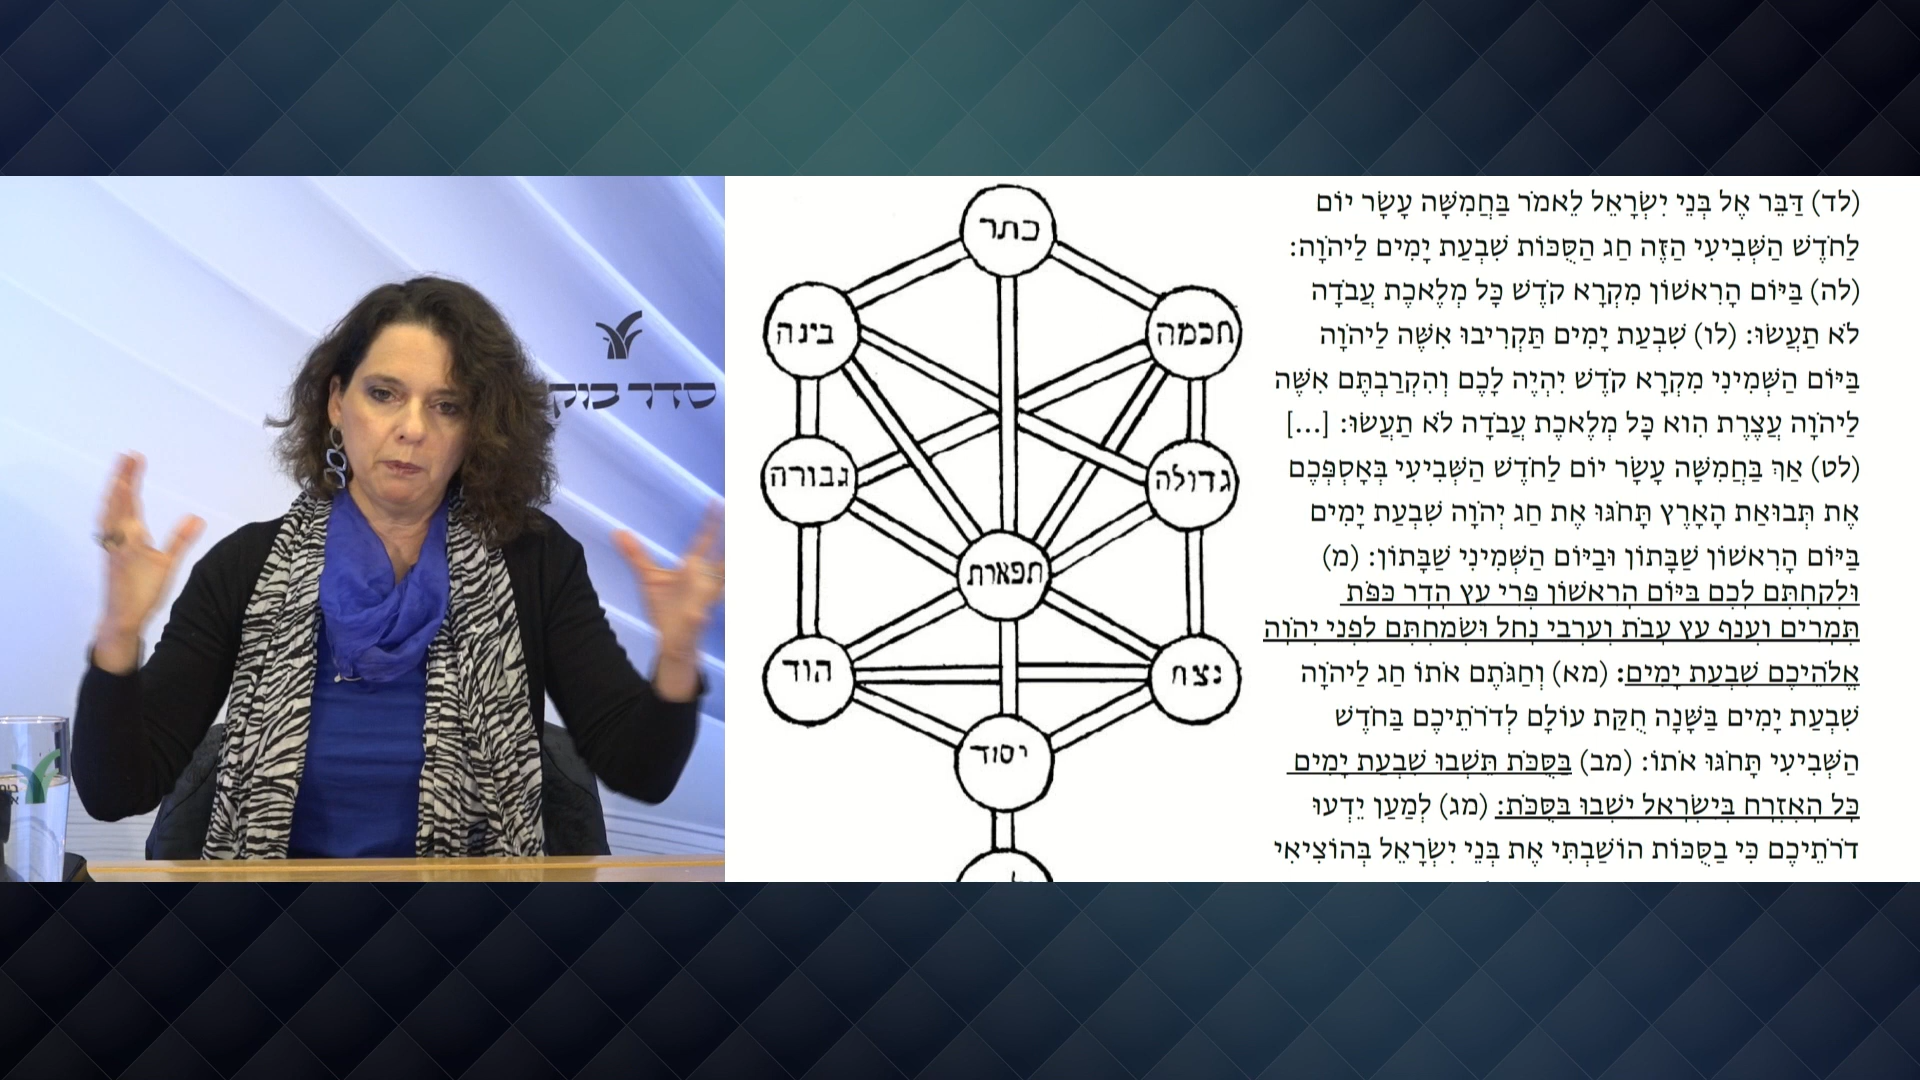 סדר בוק
כתר
בינה
חכמה
גבורה
גדולה
תפארת
הוד
נצח
יסוד
(לד) דַּבֵּר אֶל בְּנֵי יִשְׂרָאֵל לֵאמֹר בַּחֲמִשָּׁה עָשָׂר יוֹם
לַחֹדֶשׁ הַשְּׁבִיעִי הַזֶּה חַג הַסֻּכּוֹת שִׁבְעַת יָמִים לַיהֹוָה:
(לה) בַּיּוֹם הָרִאשׁוֹן מִקְרָא קֹדֶשׁ כָּל מְלֶאכֶת עֲבֹדָה
לֹא תַעֲשׂוּ: (לו) שִׁבְעַת יָמִים תַּקְרִיבוּ אִשֶּׁה לַיהֹוָה
בַּיּוֹם הַשְּׁמִינִי מִקְרָא קֹדֶשׁ יִהְיֶה לָכֶם וְהִקְרַבְתֶּם אִשֶּׁה
לַיהֹוָה עֲצֶרֶת הִוא כָּל מְלֶאכֶת עֲבֹדָה לֹא תַעֲשׂוּ: [...]
(לט) אַךְ בַּחֲמִשָּׁה עָשָׂר יוֹם לַחֹדֶשׁ הַשְּׁבִיעִי בְּאָסְפְּכֶם
אֶת תְּבוּאַת הָאָרֶץ תָּחֹגּוּ אֶת חַג יְהֹוָה שִׁבְעַת יָמִים
בַּיּוֹם הָרִאשׁוֹן שַׁבָּתוֹן וּבַיּוֹם הַשְּׁמִינִי שַׁבָּתוֹן: (מ)
וּלְקַחְתֶּם לָכֶם בַּיּוֹם הָרִאשׁוֹן פְּרִי עֵץ הָדָר כַּפֹּת
תְּמָרִים וַעֲנַף עֵץ עָבֹת וְעַרְבֵי נָחַל וּשְׂמַחְתֶּם לִפְנֵי יְהֹוָה
אֱלֹהֵיכֶם שִׁבְעַת יָמִים: (מא) וְחַגֹּתֶם אֹתוֹ חַג לַיהֹוָה
שִׁבְעַת יָמִים בַּשָּׁנָה חֻקַּת עוֹלָם לְדֹרֹתֵיכֶם בַּחֹדֶשׁ
הַשְּׁבִיעִי תָּחֹגּוּ אֹתוֹ: (מב) בַּסֻּכֹּת תֵּשְׁבוּ שִׁבְעַת יָמִים
כָּל הָאֶזְרָח בְּיִשְׂרָאֵל יֵשְׁבוּ בַּסֻּכֹּת: (מג) לְמַעַן יֵדְעוּ
דֹרֹתֵיכֶם כִּי בַסֻּכּוֹת הוֹשַׁבְתִּי אֶת בְּנֵי יִשְׂרָאֵל בְּהוֹצִיאִי